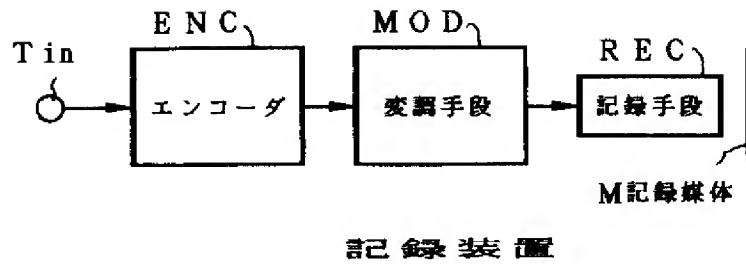 ENC
MOD
REC
Tin
エンコーダ
変調手段
記録手段
M記録媒体
記録装置